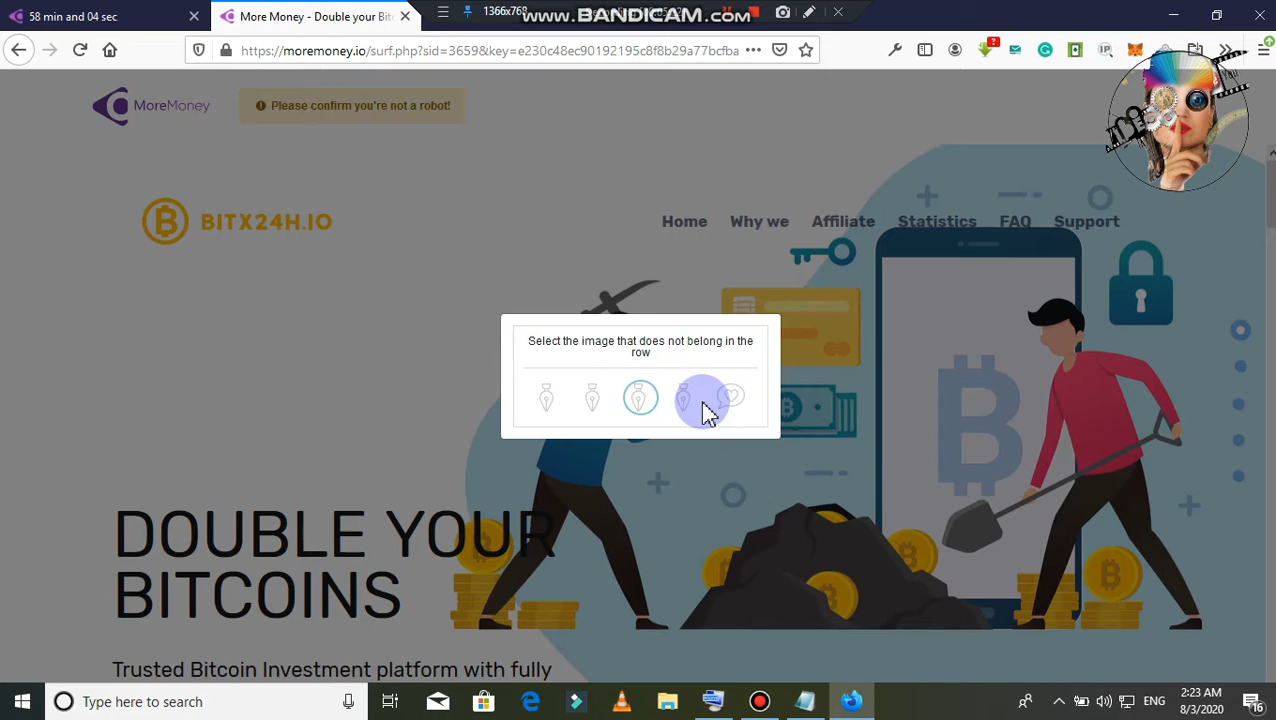 58 min and 04 sec
More Money - Double your Bit
1366x768
www.BANDICAM.com
https://moremoney.io/surf.php?sid=3659&key=e230c48ec90192195c8f8b29a77bcfba
IP
MoreMoney
Please confirm you're not a robot!
BITX24H.IO
Home
Why we
Affiliate
Statistics
FAQ
Support
Select the image that does not belong in the
row
DOUBLE YOUR
BITCOINS
Trusted Bitcoin Investment platform with fully
Type here to search
ENG
2:23 AM
8/3/2020
16